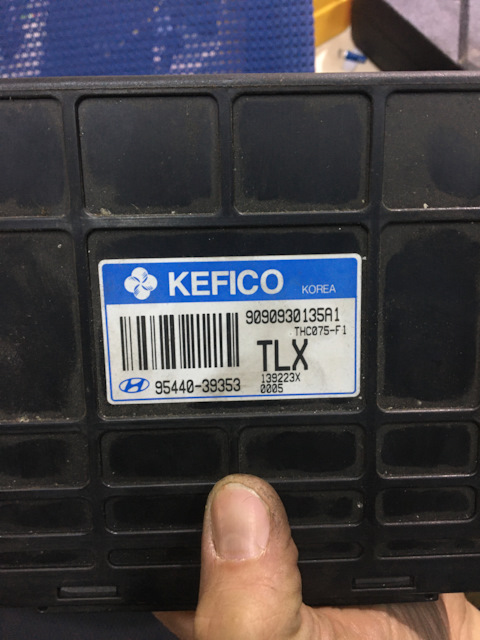 KEFICO KOREA
9090930135A1
THC075-F1
TLX
95440-39353
139223X
0005